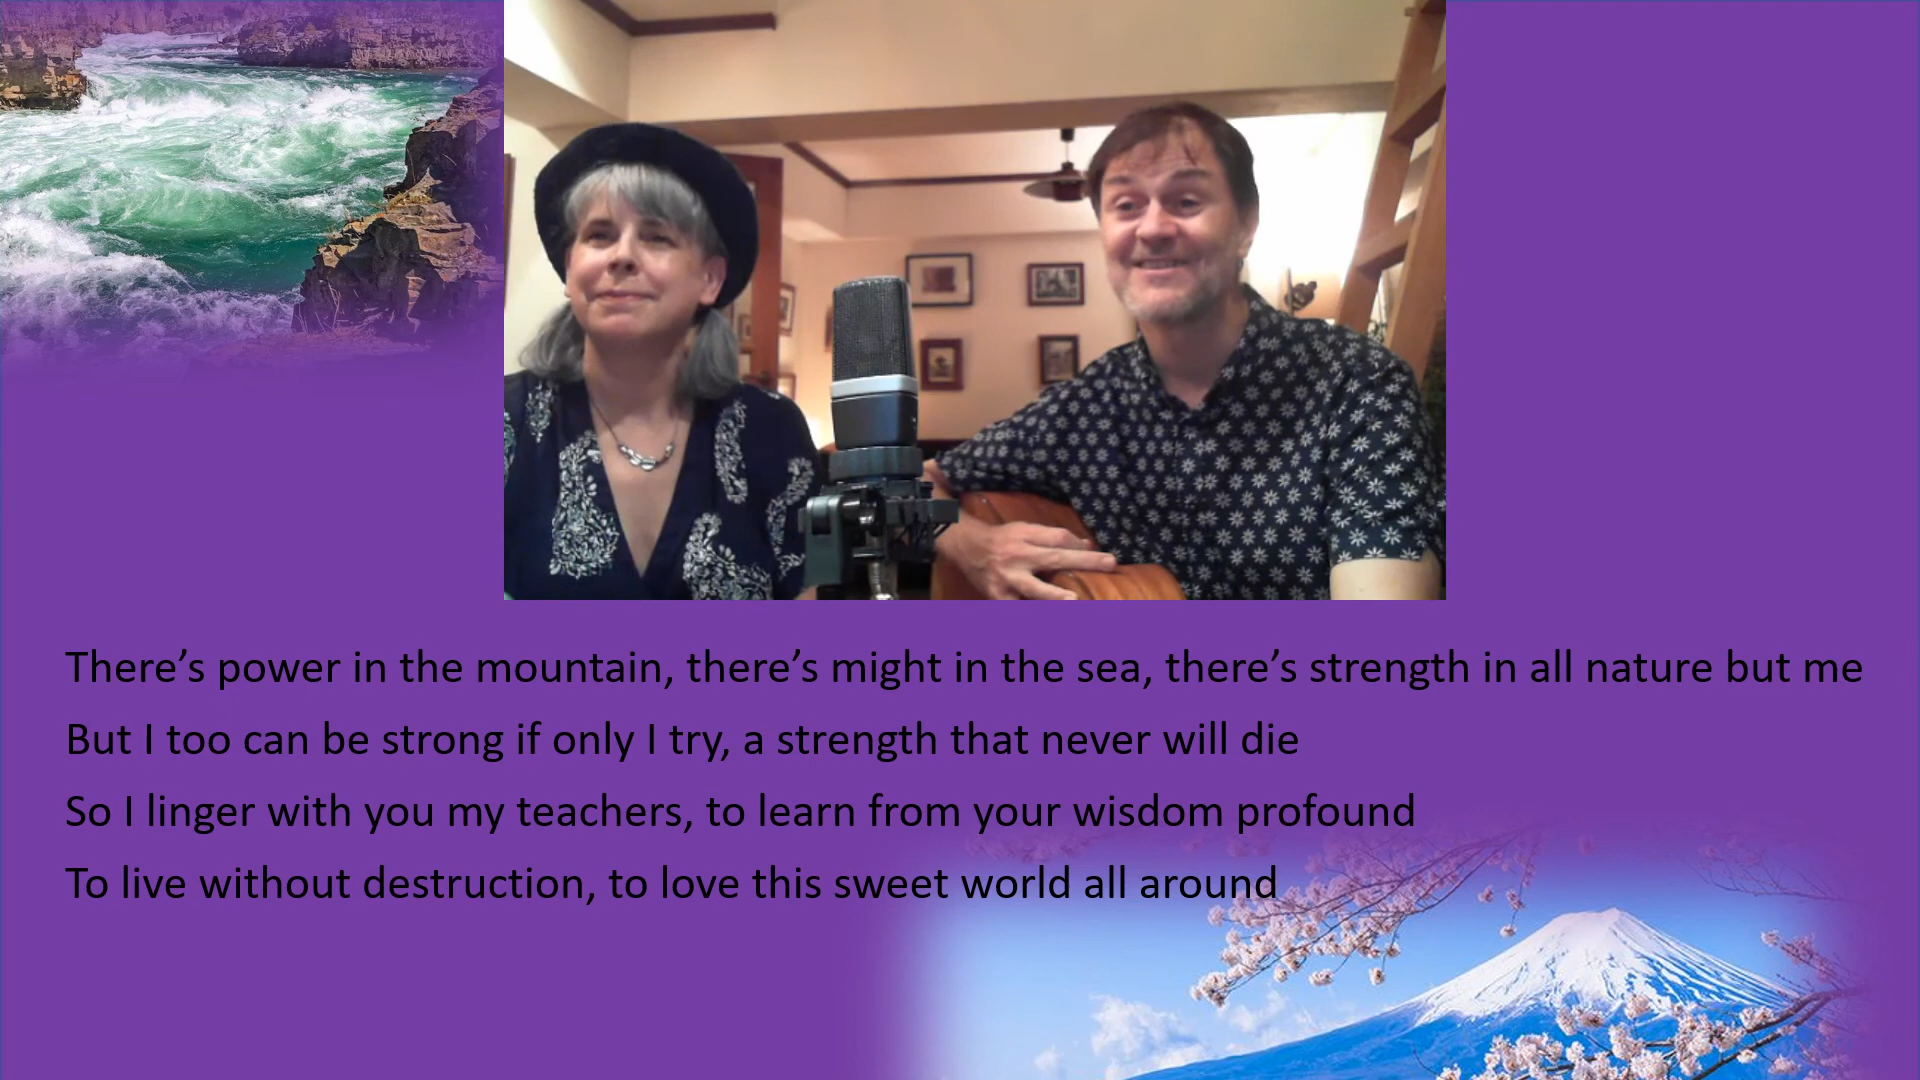 There’s power in the mountain, there’s might in the sea, there’s strength in all nature but me
But I too can be strong if only I try, a strength that never will die
So I linger with you my teachers, to learn from your wisdom profound
To live without destruction, to love this sweet world all around